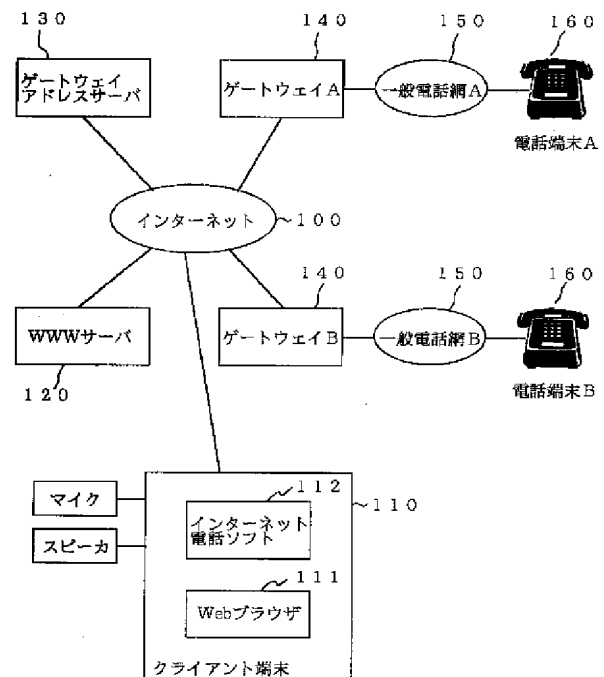 １３０
１４０
１５０
１６０
ゲートウェイ
アドレスサーバ
ゲートウェイＡ
一般電話網Ａ
電話端末Ａ
インターネット
１００
１４０
１５０
１６０
WWWサーバ
ゲートウェイＢ
一般電話網Ｂ
１２０
電話端末Ｂ
１１２
１１０
マイク
インターネット
電話ソフト
スピーカ
１１１
Webブラウザ
クライアント端末